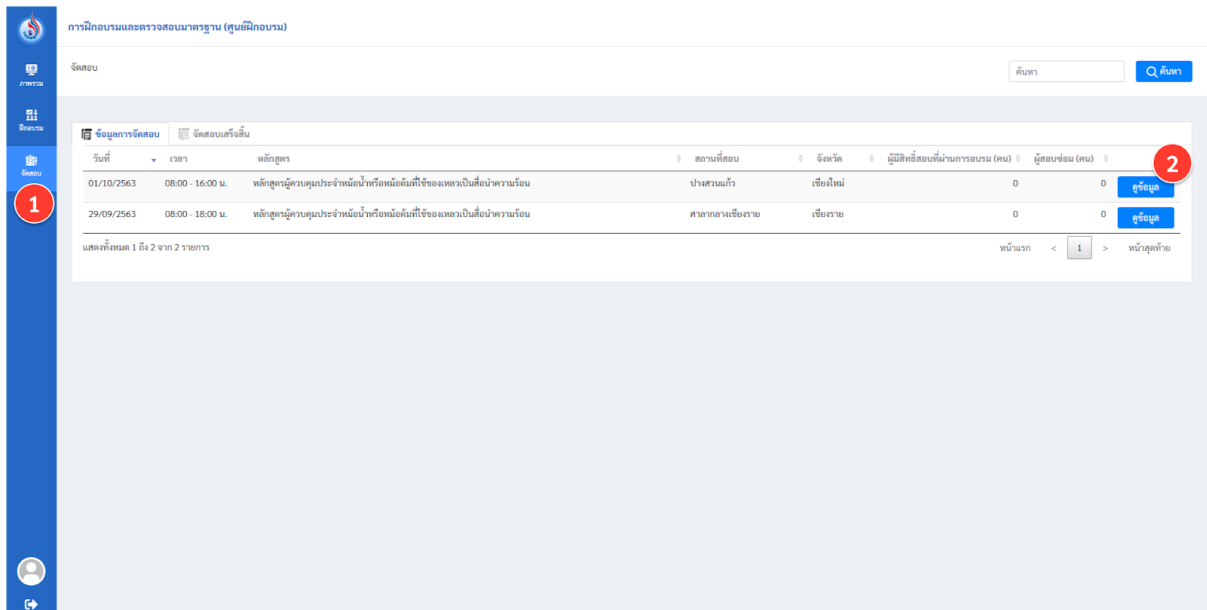 การฝึกอบรมและตรวจสอบมาตรฐาน (ศูนย์ฝึกอบรม)
ภาพรวม
ฝึกอบรม
จัดสอบ
1
จัดสอบ
ค้นหา
ค้นหา
ข้อมูลการจัดสอบ จัดสอบเสร็จสิ้น
วันที่ เวลา หลักสูตร สถานที่สอบ จังหวัด ผู้มีสิทธิ์สอบที่ผ่านการอบรม (คน) ผู้สอบซ่อม (คน)
2
01/10/2563 08:00 - 16:00 น. หลักสูตรผู้ควบคุมประจำหม้อน้ำหรือหม้อต้มที่ใช้ของเหลวเป็นสื่อนำความร้อน ปางสวนแก้ว เชียงใหม่ 0 0 ดูข้อมูล
29/09/2563 08:00 - 18:00 น. หลักสูตรผู้ควบคุมประจำหม้อน้ำหรือหม้อต้มที่ใช้ของเหลวเป็นสื่อนำความร้อน ศาลากลางเชียงราย เชียงราย 0 0 ดูข้อมูล
แสดงทั้งหมด 1 ถึง 2 จาก 2 รายการ หน้าแรก < 1 > หน้าสุดท้าย